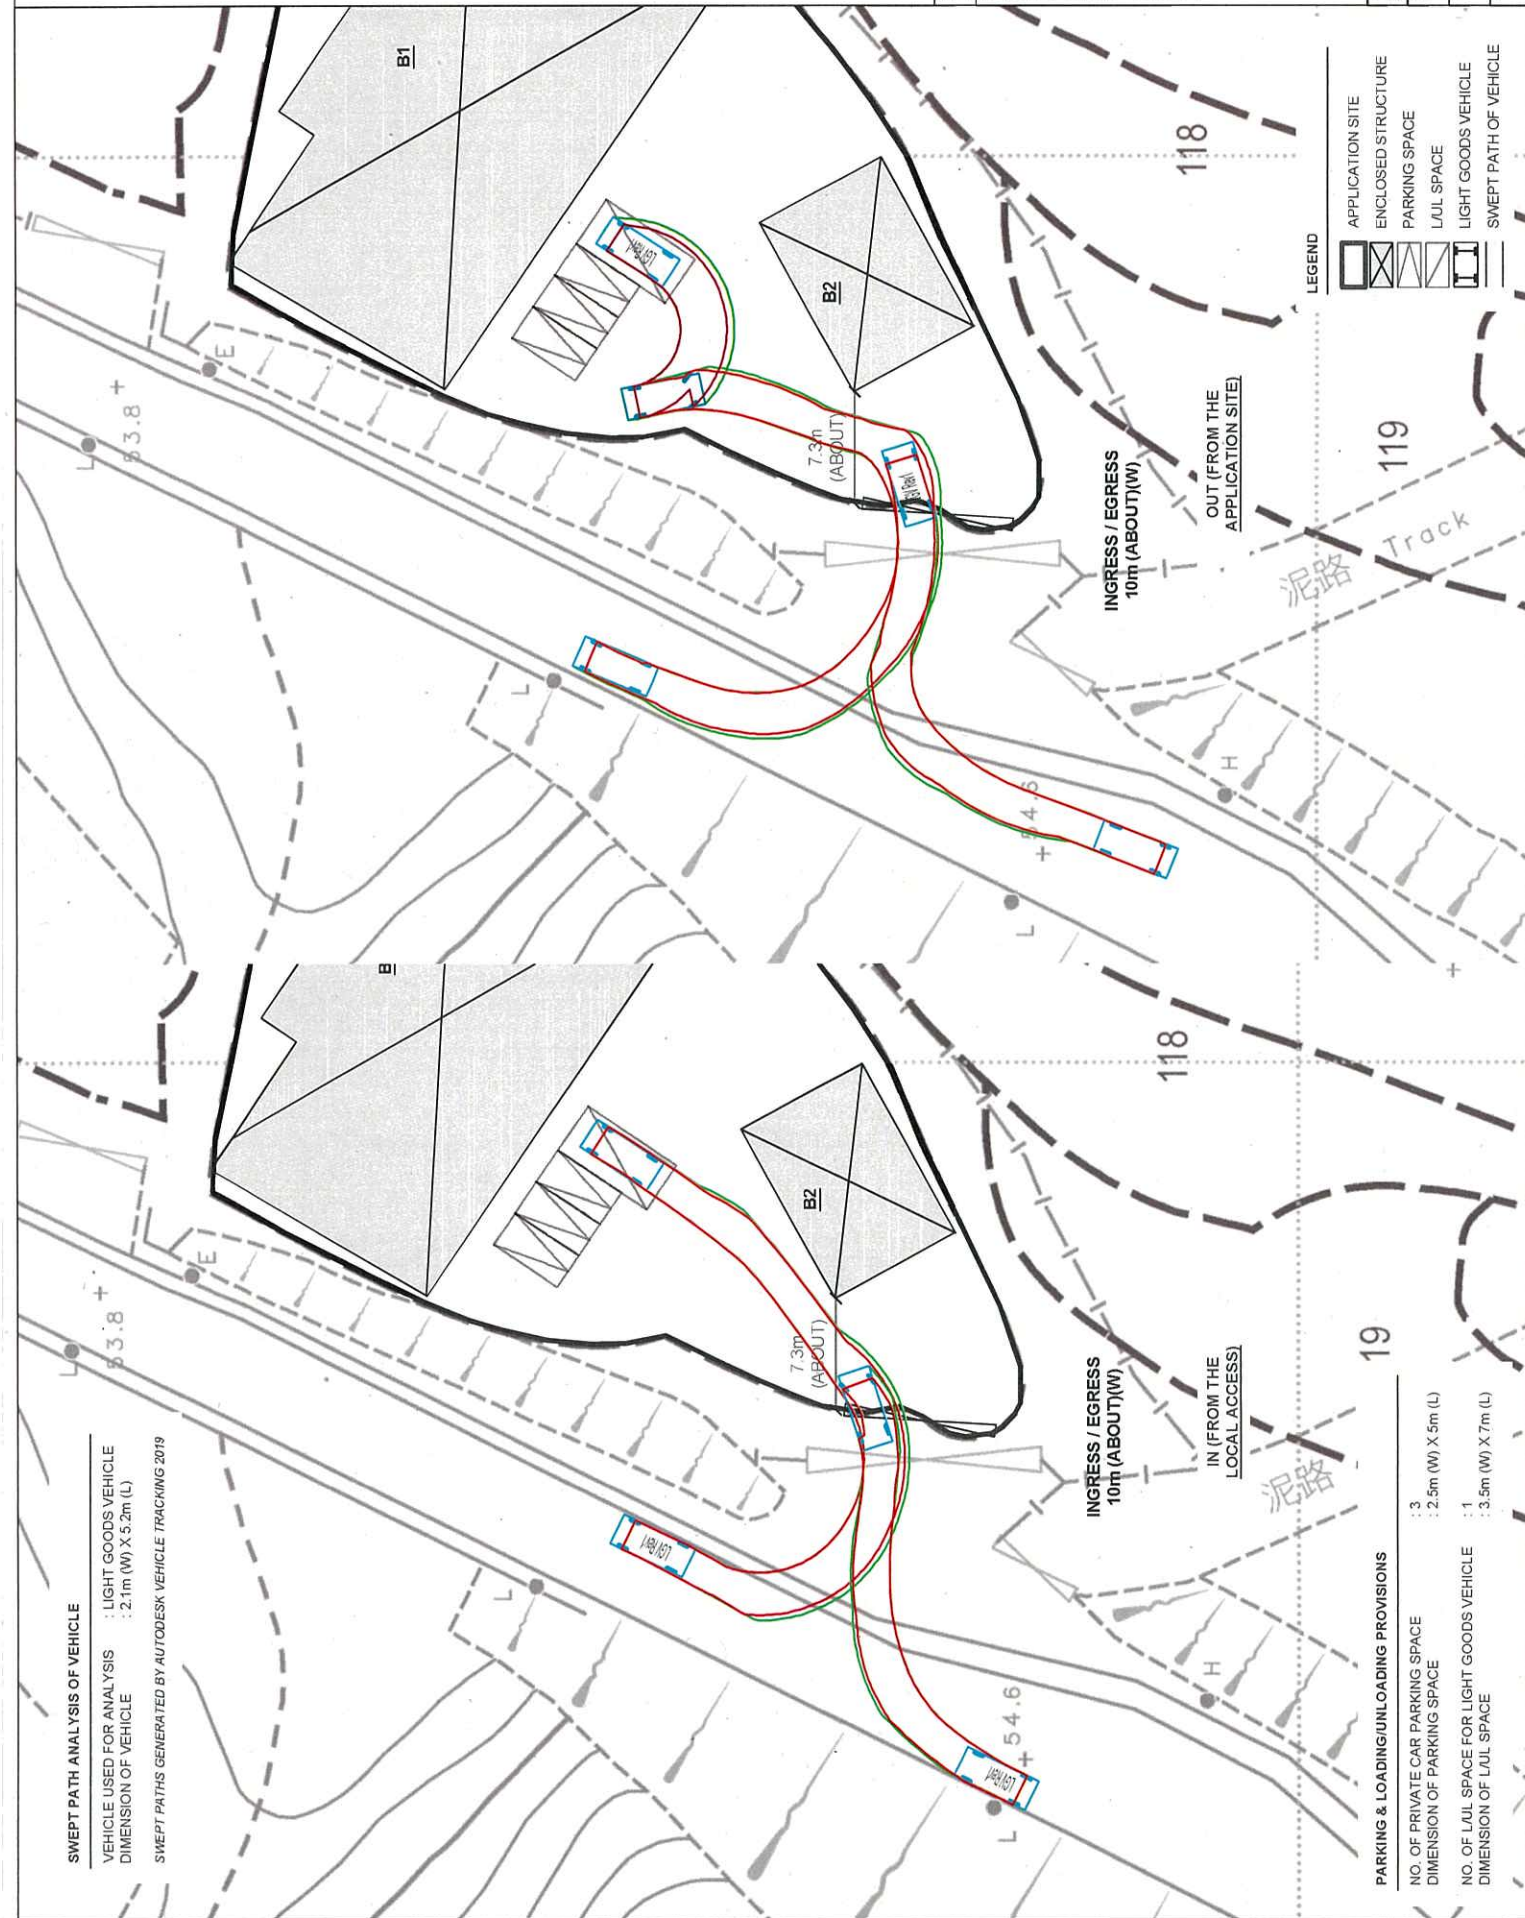 SWEPT PATH ANALYSIS OF VEHICLE
VEHICLE USED FOR ANALYSIS : LIGHT GOODS VEHICLE
DIMENSION OF VEHICLE : 2.1m (W) X 5.2m (L)
SWEPT PATHS GENERATED BY AUTODESK VEHICLE TRACKING 2019
L
53.8
E
L
B
B2
7.3m
(ABOUT)
LGV Rev1
LGV Rev1
L
54.6
H
INGRESS / EGRESS
10m (ABOUT)(W)
IN (FROM THE
LOCAL ACCESS)
118
19
泥路
PARKING & LOADING/UNLOADING PROVISIONS
NO. OF PRIVATE CAR PARKING SPACE : 3
DIMENSION OF PARKING SPACE : 2.5m (W) X 5m (L)
NO. OF L/UL SPACE FOR LIGHT GOODS VEHICLE : 1
DIMENSION OF L/UL SPACE : 3.5m (W) X 7m (L)
L
53.8
E
L
B1
LGV Rev1
B2
7.3m
(ABOUT)
54.6
L
H
INGRESS / EGRESS
10m (ABOUT)(W)
OUT (FROM THE
APPLICATION SITE)
118
119
泥路
Track
LEGEND
APPLICATION SITE
ENCLOSED STRUCTURE
PARKING SPACE
L/UL SPACE
LIGHT GOODS VEHICLE
SWEPT PATH OF VEHICLE